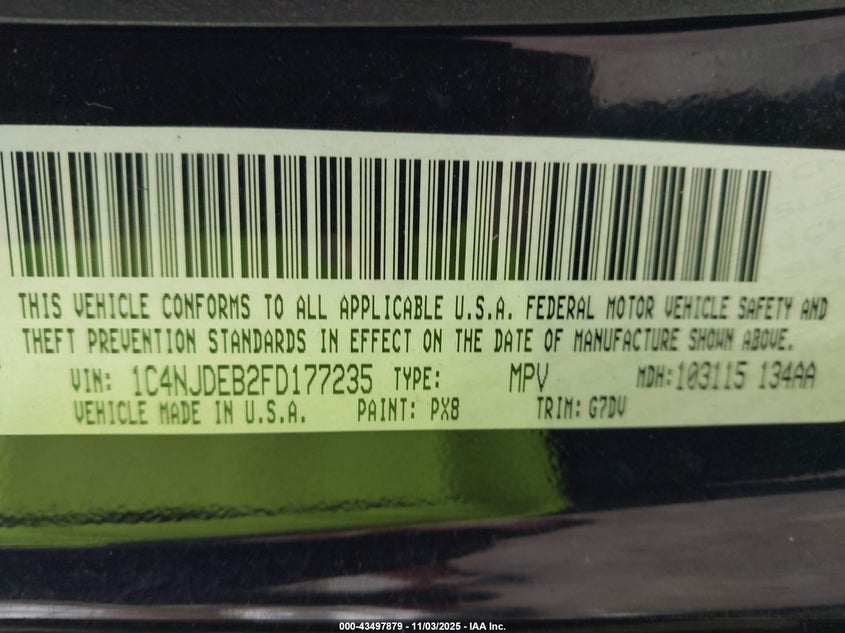 THIS VEHICLE CONFORMS TO ALL APPLICABLE U.S.A. FEDERAL MOTOR VEHICLE SAFETY AND
THEFT PREVENTION STANDARDS IN EFFECT ON THE DATE OF MANUFACTURE SHOWN ABOVE.
VIN: 1C4NJDEB2FD177235 TYPE: MPV MDH:103115 134AA
VEHICLE MADE IN U.S.A. PAINT: PX8 TRIM: G7DV
000-43497879 - 11/03/2025 - IAA Inc.